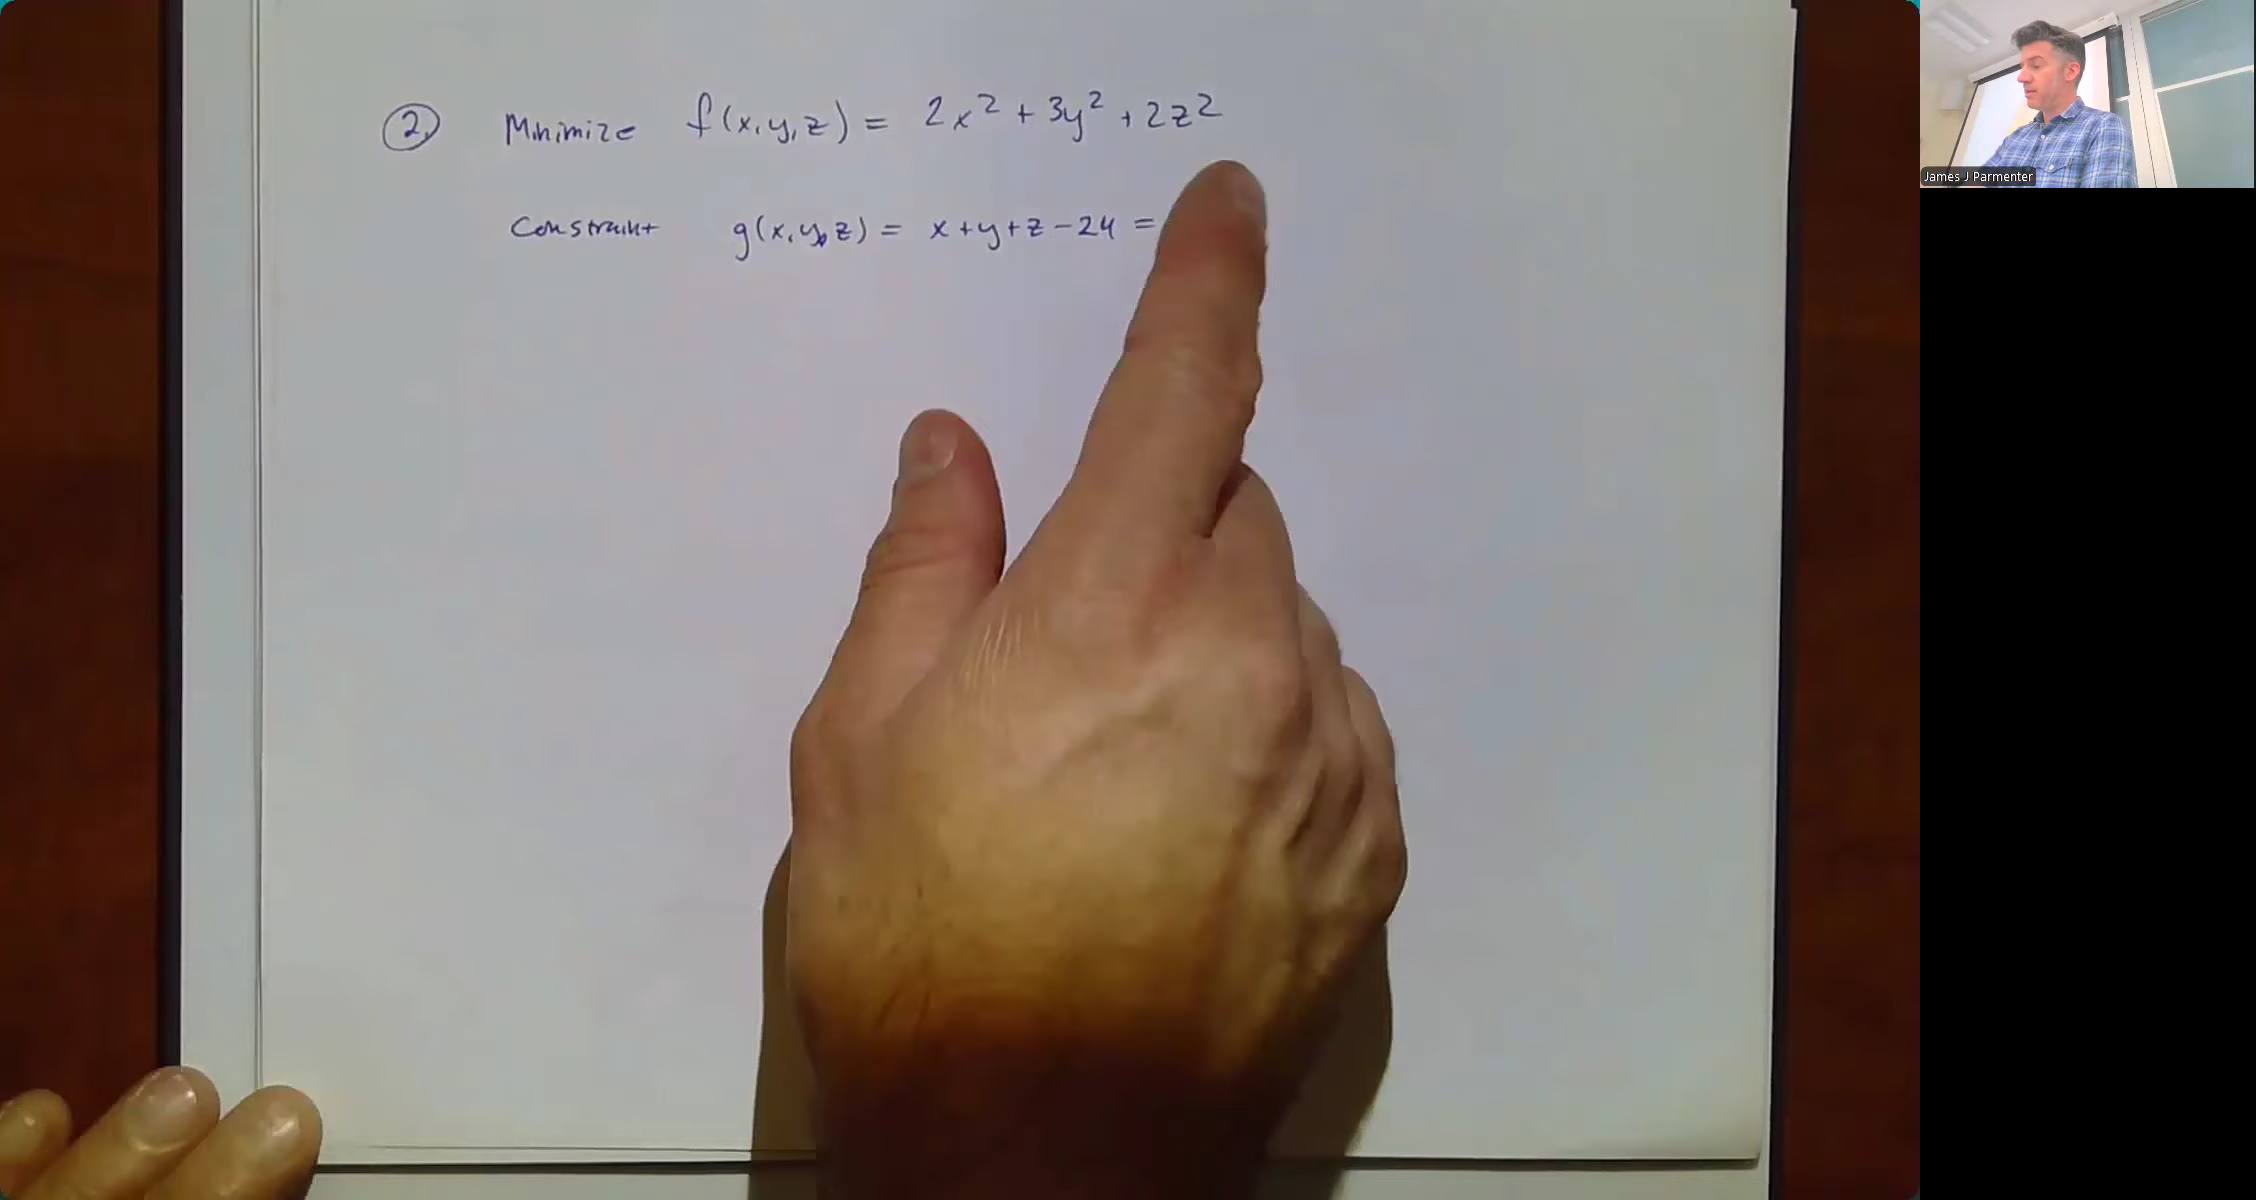 2. Minimize f(x,y,z) = 2x² + 3y² + 2z²
Constraint g(x,y,z) = x + y + z - 24 =
James J Parmenter